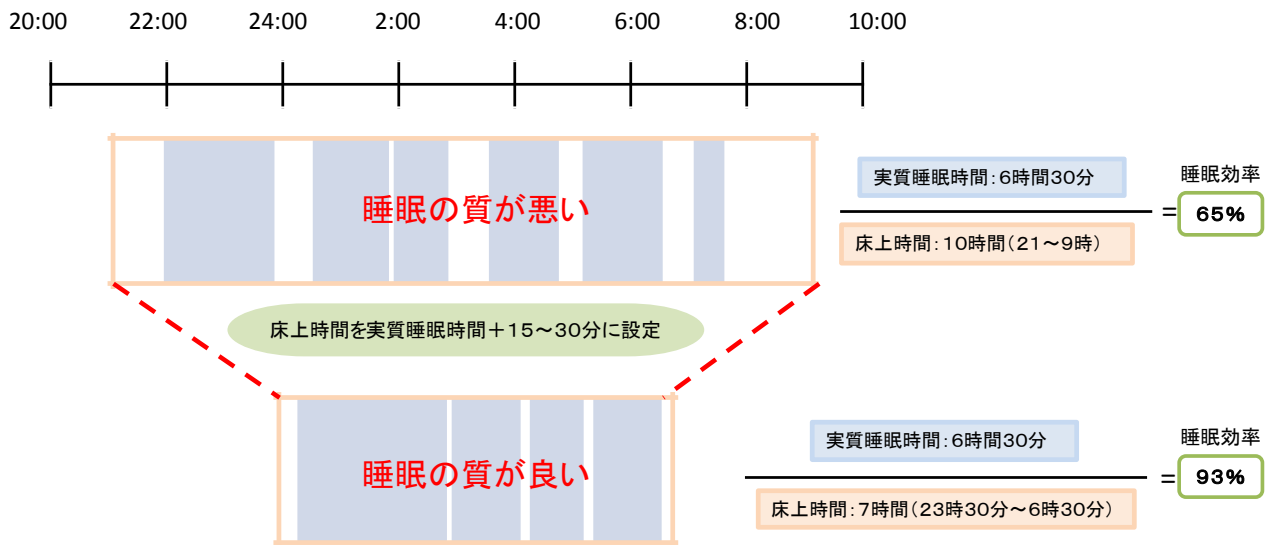 20:00 22:00 24:00 2:00 4:00 6:00 8:00 10:00
睡眠の質が悪い
実質睡眠時間:6時間30分
床上時間:10時間(21~9時)
=
睡眠効率
65%
床上時間を実質睡眠時間+15~30分に設定
睡眠の質が良い
実質睡眠時間:6時間30分
床上時間:7時間(23時30分~6時30分)
=
睡眠効率
93%